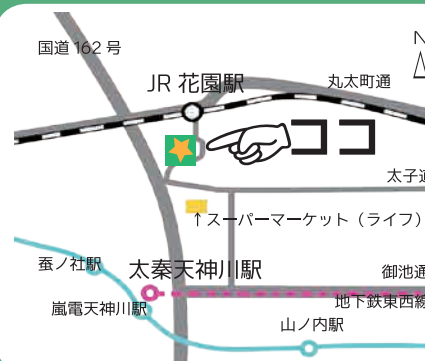 国道162号
N
JR 花園駅
丸太町通
ココ
太子道
↑スーパーマーケット（ライフ）
蚕ノ社駅
太秦天神川駅
御池通
嵐電天神川駅
地下鉄東西線
山ノ内駅